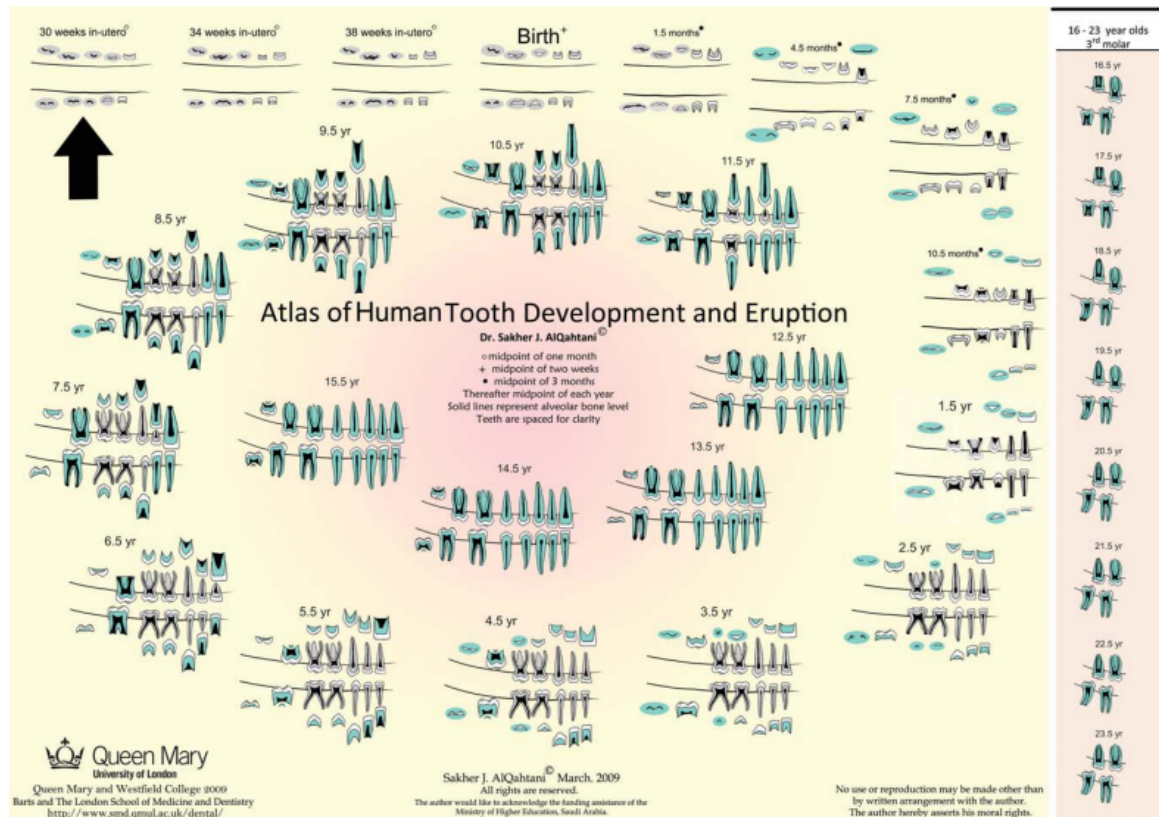 30 weeks in-utero○
34 weeks in-utero○
38 weeks in-utero○
Birth+
1.5 months●
4.5 months●
7.5 months●
9.5 yr
10.5 yr
11.5 yr
8.5 yr
10.5 months●
Atlas of Human Tooth Development and Eruption
Dr. Sakher J. AlQahtani©
○ midpoint of one month
+ midpoint of two weeks
● midpoint of 3 months
Thereafter midpoint of each year
Solid lines represent alveolar bone level
Teeth are spaced for clarity
12.5 yr
7.5 yr
15.5 yr
1.5 yr
14.5 yr
13.5 yr
6.5 yr
2.5 yr
5.5 yr
4.5 yr
3.5 yr
Queen Mary
University of London
Queen Mary and Westfield College 2009
Barts and The London School of Medicine and Dentistry
http://www.smd.qmul.ac.uk/dental/
Sakher J. AlQahtani© March. 2009
All rights are reserved.
The author would like to acknowledge the funding assistance of the
Ministry of Higher Education, Saudi Arabia.
No use or reproduction may be made other than
by written arrangement with the author.
The author hereby asserts his moral rights.
16 - 23 year olds
3rd molar
16.5 yr
17.5 yr
18.5 yr
19.5 yr
20.5 yr
21.5 yr
22.5 yr
23.5 yr